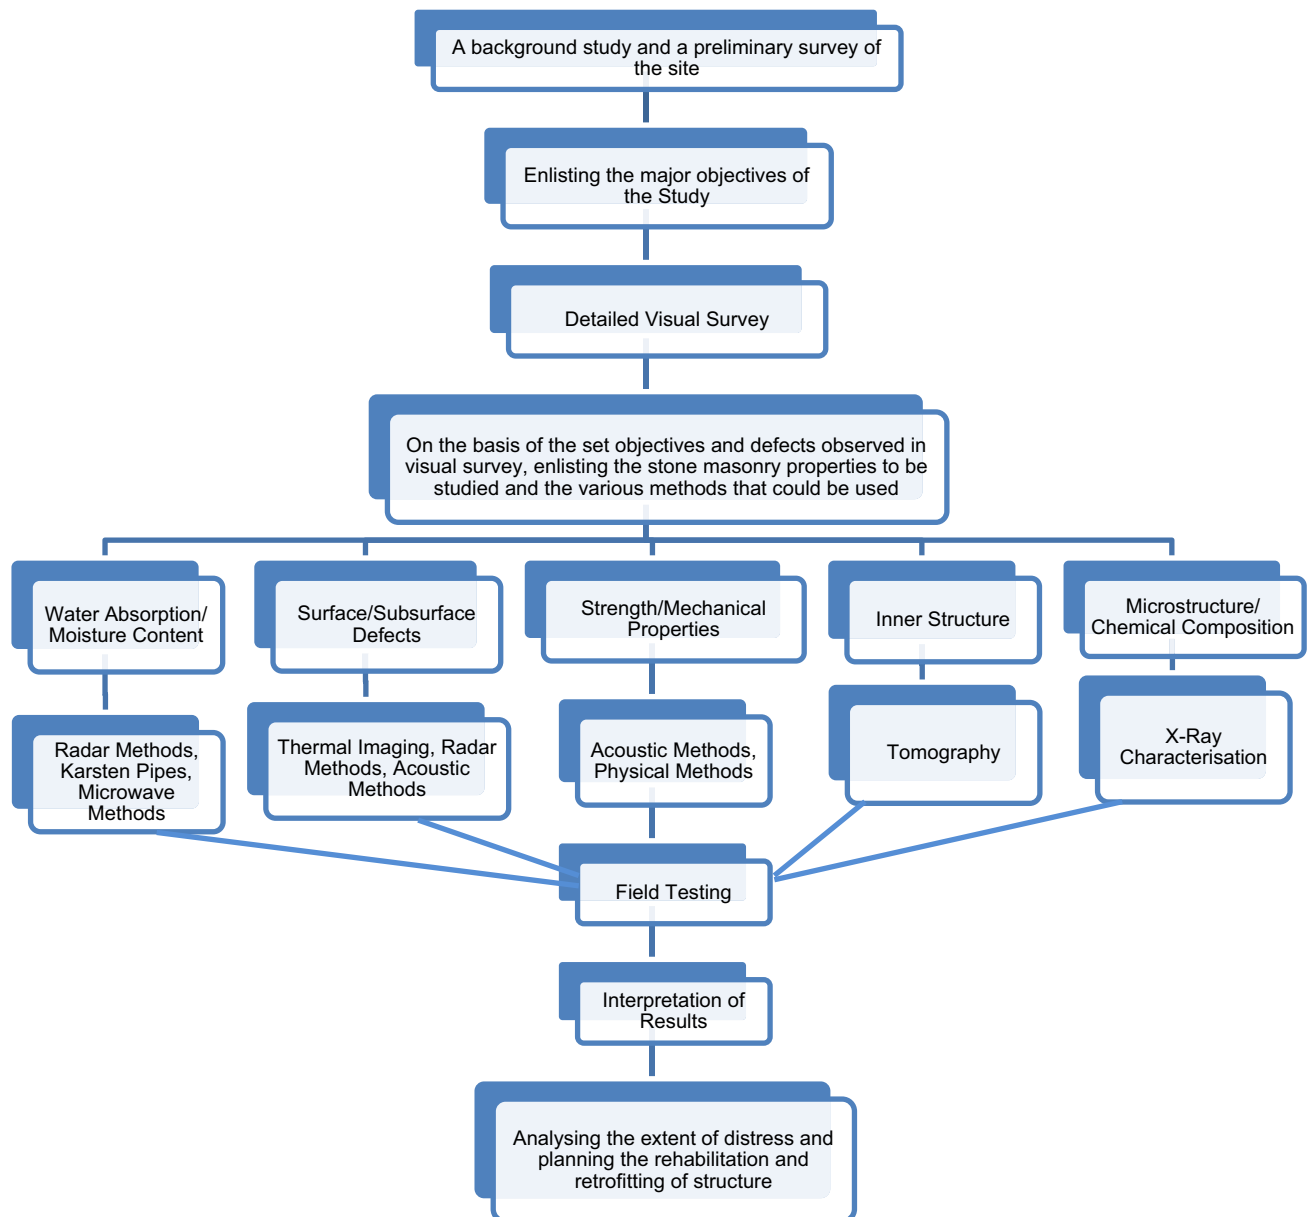 A background study and a preliminary survey of
the site
Enlisting the major objectives of
the Study
Detailed Visual Survey
On the basis of the set objectives and defects observed in
visual survey, enlisting the stone masonry properties to be
studied and the various methods that could be used
Water Absorption/
Moisture Content
Surface/Subsurface
Defects
Strength/Mechanical
Properties
Inner Structure
Microstructure/
Chemical Composition
Radar Methods,
Karsten Pipes,
Microwave
Methods
Thermal Imaging, Radar
Methods, Acoustic
Methods
Acoustic Methods,
Physical Methods
Tomography
X-Ray
Characterisation
Field Testing
Interpretation of
Results
Analysing the extent of distress and
planning the rehabilitation and
retrofitting of structure